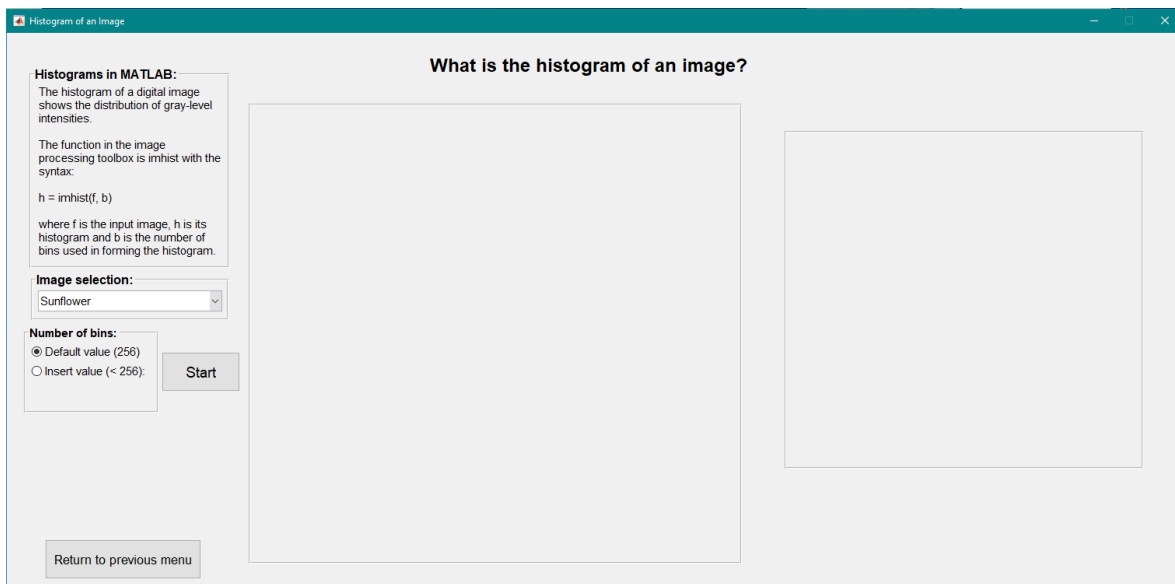 Histogram of an Image
What is the histogram of an image?
Histograms in MATLAB:
The histogram of a digital image
shows the distribution of gray-level
intensities.
The function in the image
processing toolbox is imhist with the
syntax:
h = imhist(f, b)
where f is the input image, h is its
histogram and b is the number of
bins used in forming the histogram.
Image selection:
Sunflower
Number of bins:
Default value (256)
Insert value (< 256):
Start
Return to previous menu